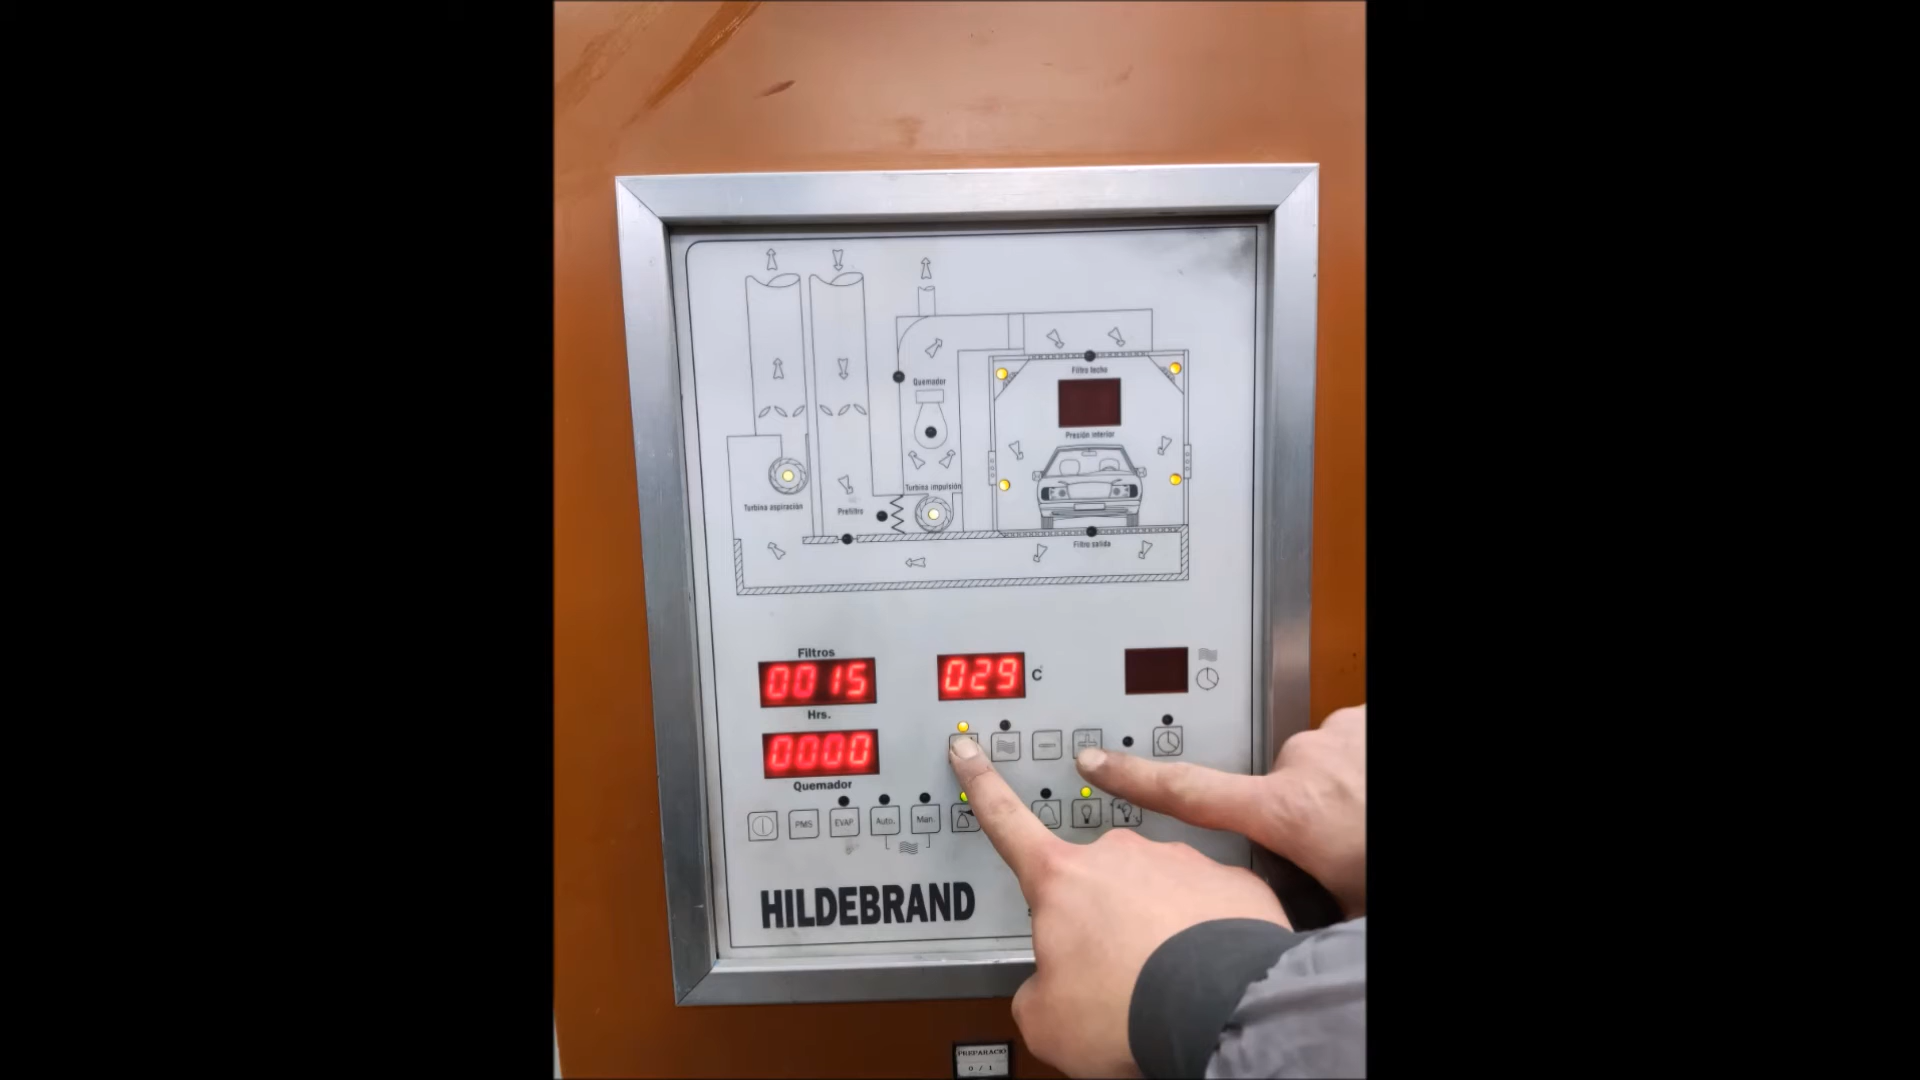 Filtro techo
Quemador
Presión interior
Turbina impulsión
Turbina aspiración
Prefiltro
Filtro salida
Filtros
0015
029 C
Hrs.
0000
Quemador
PMS
EVAP
Auto.
Man.
HILDEBRAND
PREPARACIO
0 / 1